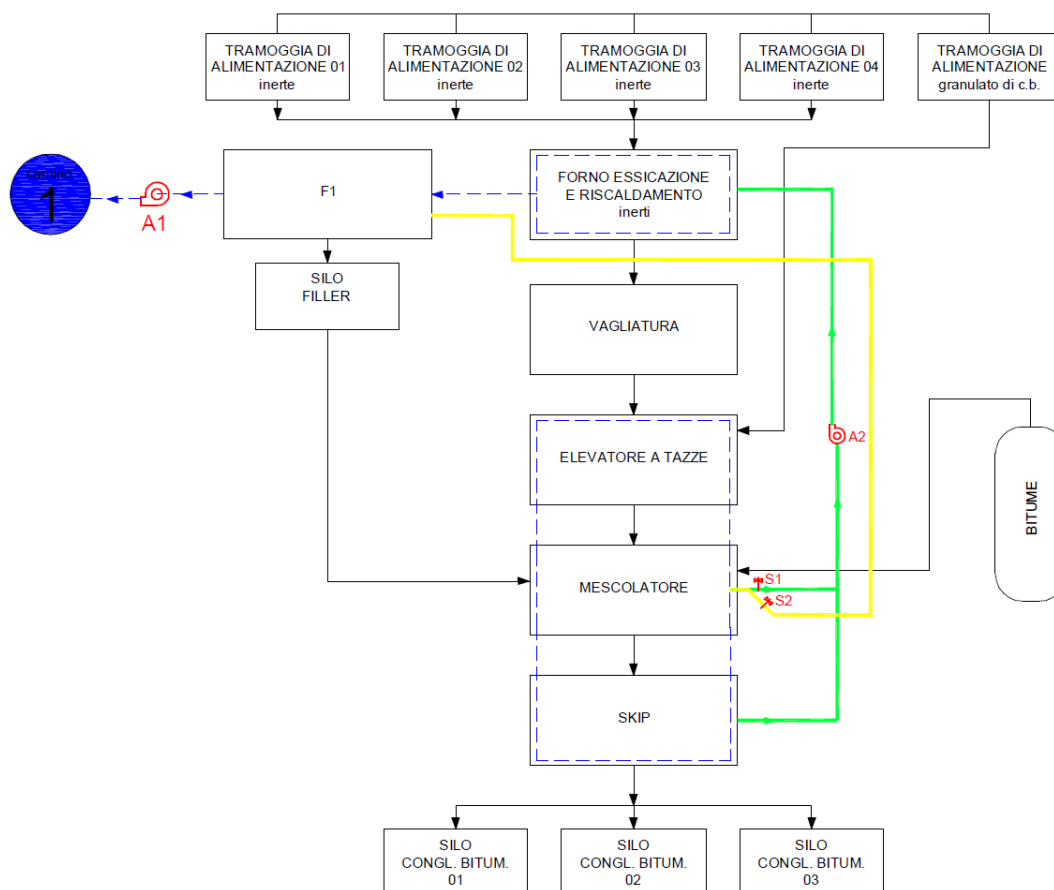 TRAMOGGIA DI
ALIMENTAZIONE 01
inerte
TRAMOGGIA DI
ALIMENTAZIONE 02
inerte
TRAMOGGIA DI
ALIMENTAZIONE 03
inerte
TRAMOGGIA DI
ALIMENTAZIONE 04
inerte
TRAMOGGIA DI
ALIMENTAZIONE
granulato di c.b.
camino
1
A1
F1
FORNO ESSICAZIONE
E RISCALDAMENTO
inerti
SILO
FILLER
VAGLIATURA
ELEVATORE A TAZZE
A2
BITUME
MESCOLATORE
S1
S2
SKIP
SILO
CONGL. BITUM.
01
SILO
CONGL. BITUM.
02
SILO
CONGL. BITUM.
03